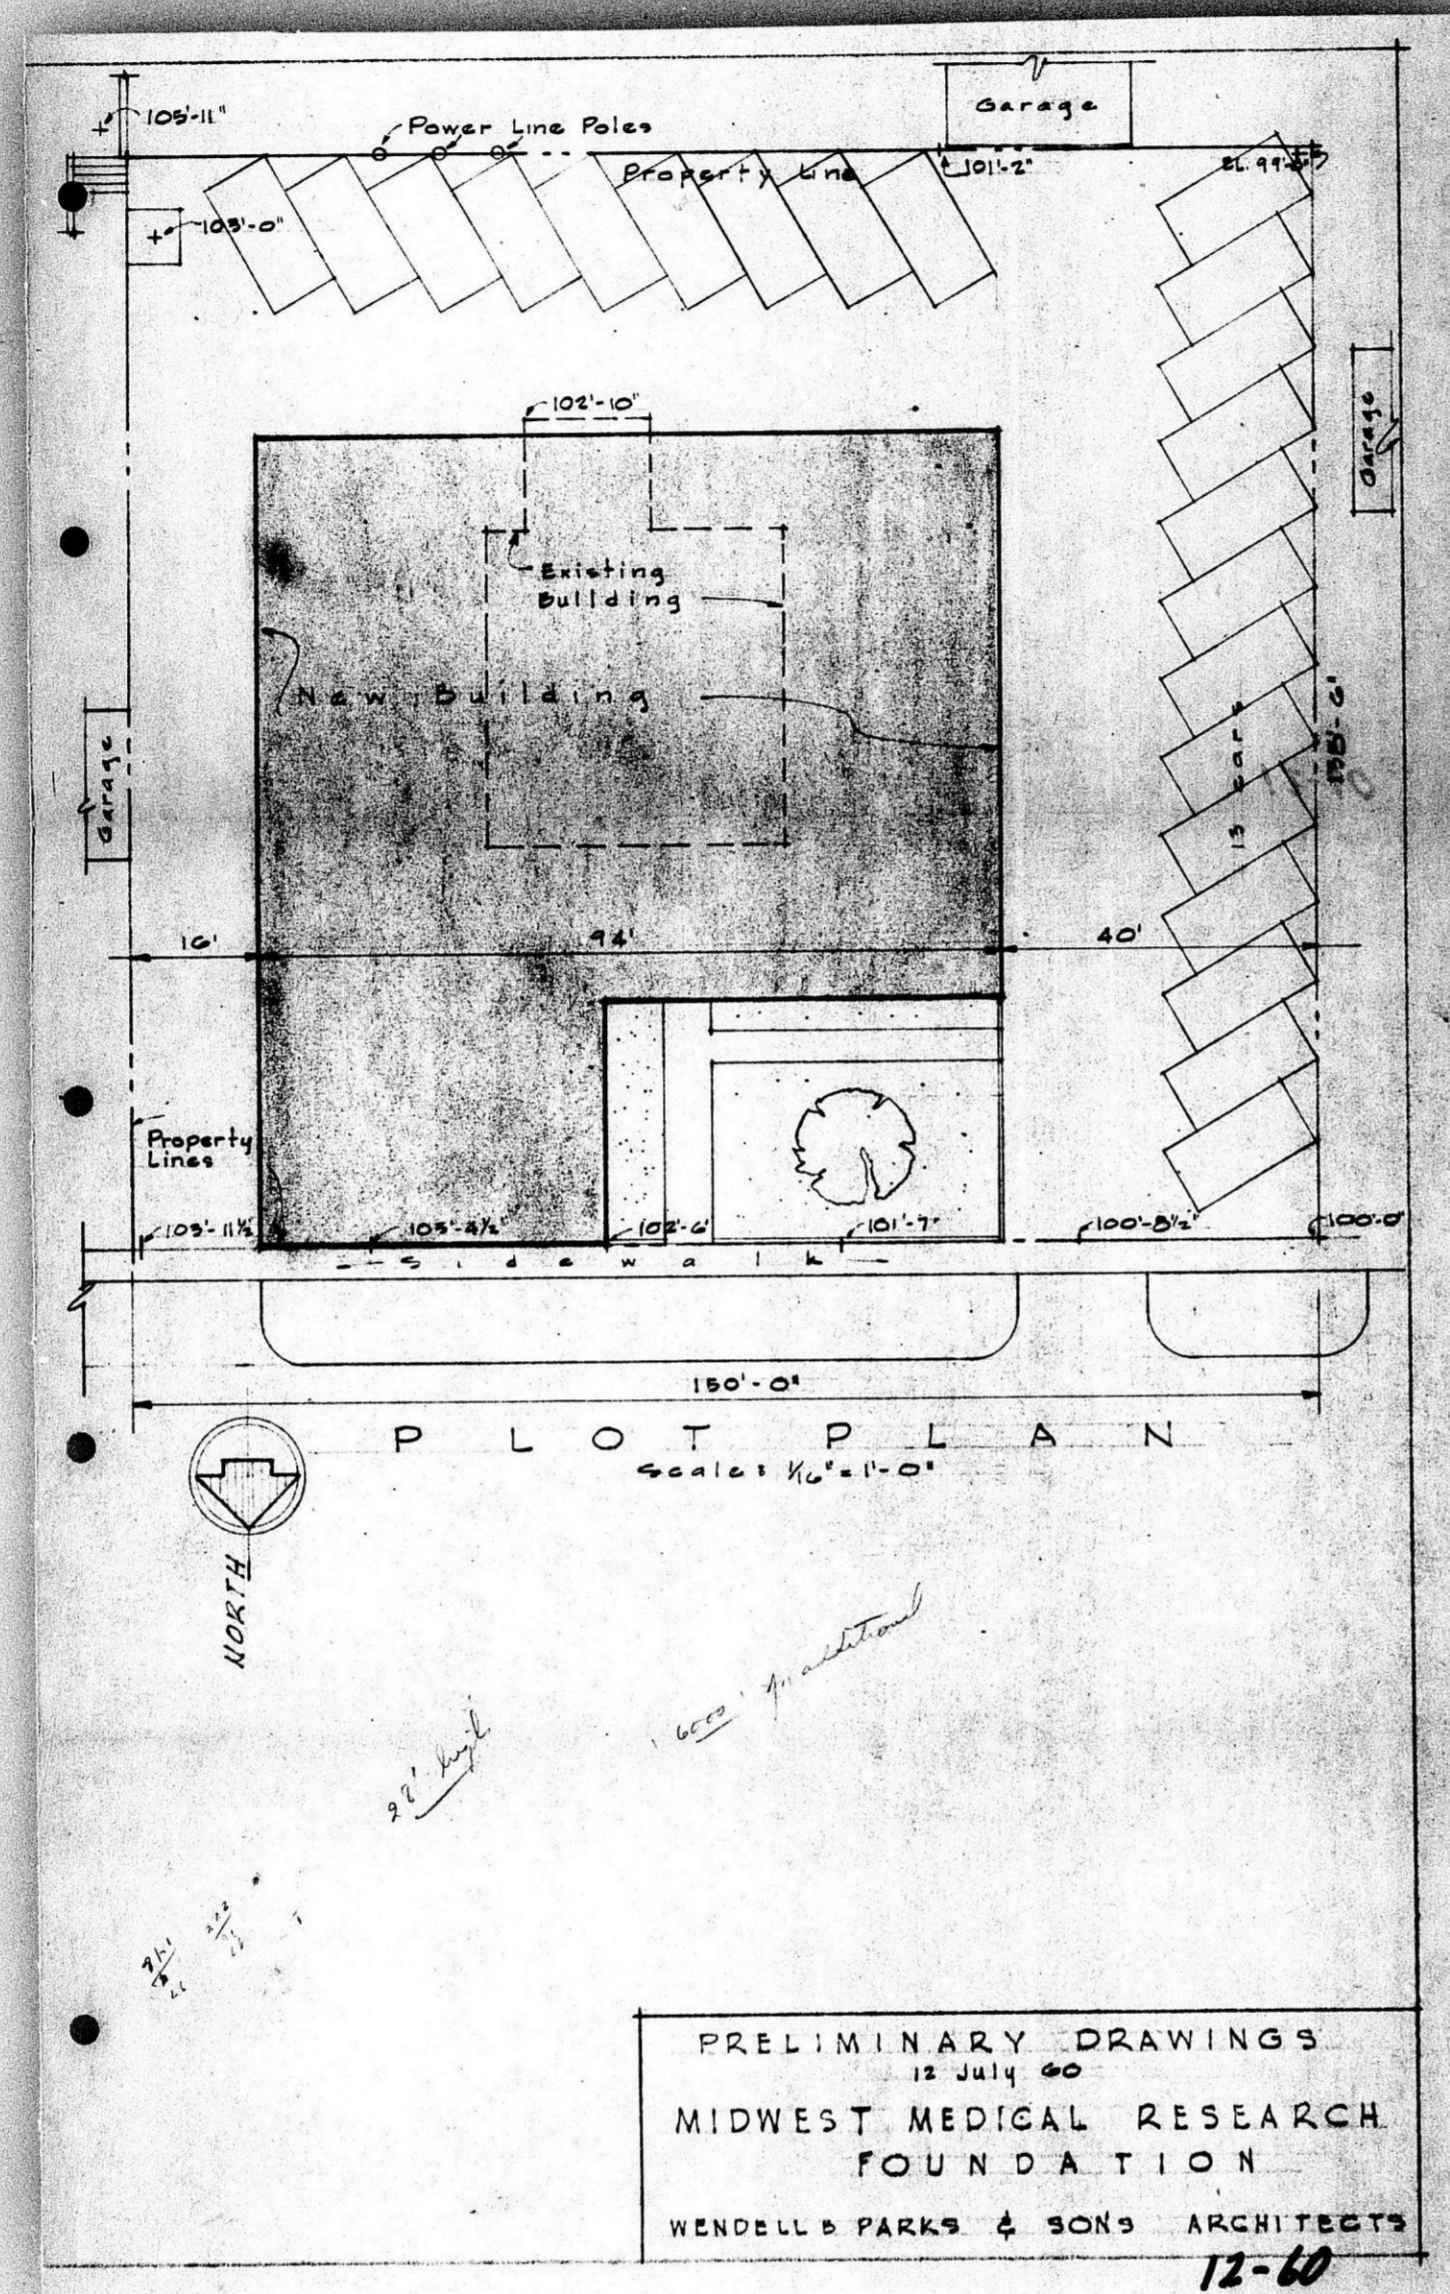 105'-11"
Garage
Power Line Poles
Property Line
101'-2"
103'-0"
102'-10"
Garage
Existing
Building
New Building
13 cars
Garage
16'
94'
40'
Property
Lines
103'-11½"
103'-4½"
102'-6"
101'-7"
100'-8½"
100'-0"
Sidewalk
150'-0"
PLOT PLAN
Scale: 1/16" = 1'-0"
NORTH
6000' additional
28' high
PRELIMINARY DRAWINGS
12 July 60
MIDWEST MEDICAL RESEARCH
FOUNDATION
WENDELL B PARKS & SONS ARCHITECTS
12-60